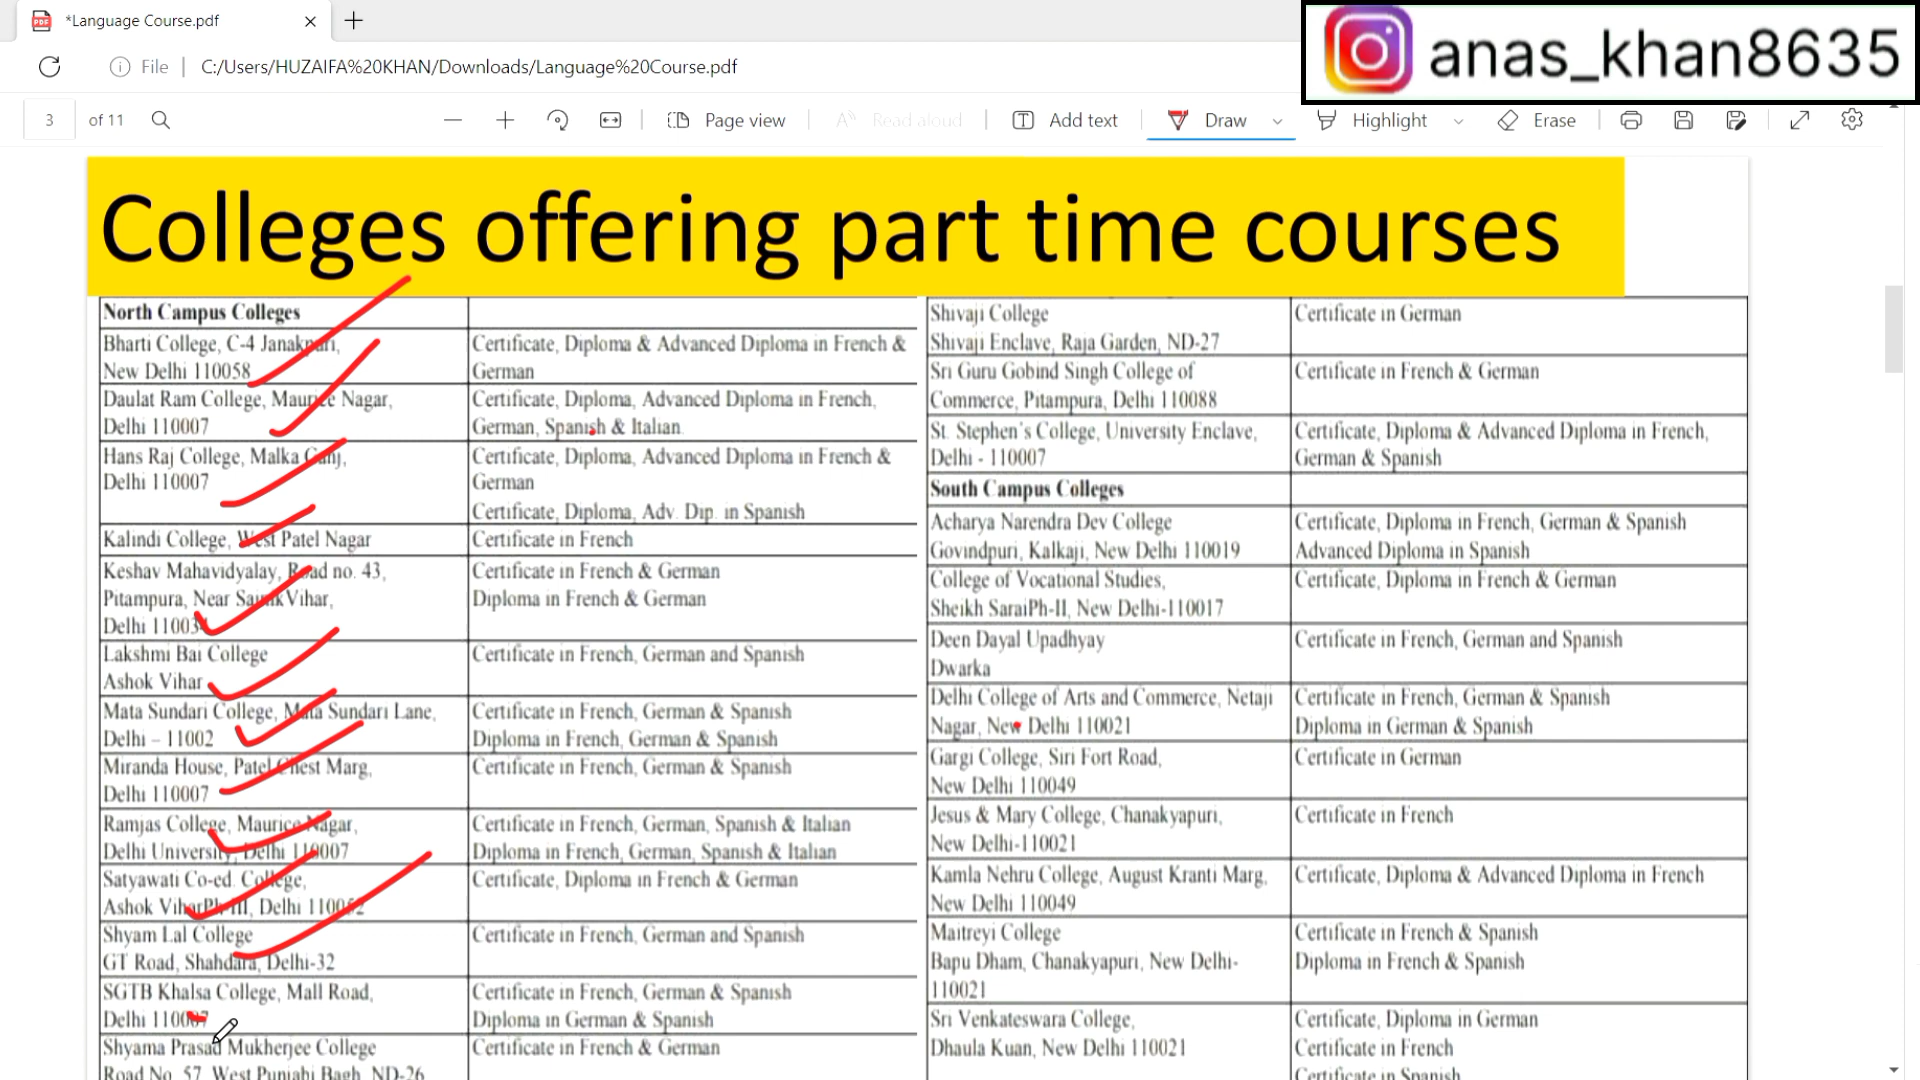 *Language Course.pdf
File
C:/Users/HUZAIFA%20KHAN/Downloads/Language%20Course.pdf
anas_khan8635
3 of 11
Page view
Read aloud
Add text
Draw
Highlight
Erase
Colleges offering part time courses
North Campus Colleges
Bharti College, C-4 Janakpuri,
New Delhi 110058
Certificate, Diploma & Advanced Diploma in French &
German
Daulat Ram College, Maurice Nagar,
Delhi 110007
Certificate, Diploma, Advanced Diploma in French,
German, Spanish & Italian
Hans Raj College, Malka Ganj,
Delhi 110007
Certificate, Diploma, Advanced Diploma in French &
German
Certificate, Diploma, Adv. Dip. in Spanish
Kalindi College, West Patel Nagar
Certificate in French
Keshav Mahavidyalay, Road no. 43,
Pitampura, Near Sainik Vihar,
Delhi 110034
Certificate in French & German
Diploma in French & German
Lakshmi Bai College
Ashok Vihar
Certificate in French, German and Spanish
Mata Sundari College, Mata Sundari Lane,
Delhi – 11002
Certificate in French, German & Spanish
Diploma in French, German & Spanish
Miranda House, Patel Chest Marg,
Delhi 110007
Certificate in French, German & Spanish
Ramjas College, Maurice Nagar,
Delhi University, Delhi 110007
Certificate in French, German, Spanish & Italian
Diploma in French, German, Spanish & Italian
Satyawati Co-ed. College,
Ashok ViharPh-III, Delhi 110052
Certificate, Diploma in French & German
Shyam Lal College
GT Road, Shahdara, Delhi-32
Certificate in French, German and Spanish
SGTB Khalsa College, Mall Road,
Delhi 110007
Certificate in French, German & Spanish
Diploma in German & Spanish
Shyama Prasad Mukherjee College
Road No. 57, West Punjabi Bagh, ND-26
Certificate in French & German
Shivaji College
Shivaji Enclave, Raja Garden, ND-27
Certificate in German
Sri Guru Gobind Singh College of
Commerce, Pitampura, Delhi 110088
Certificate in French & German
St. Stephen's College, University Enclave,
Delhi - 110007
Certificate, Diploma & Advanced Diploma in French,
German & Spanish
South Campus Colleges
Acharya Narendra Dev College
Govindpuri, Kalkaji, New Delhi 110019
Certificate, Diploma in French, German & Spanish
Advanced Diploma in Spanish
College of Vocational Studies,
Sheikh SaraiPh-II, New Delhi-110017
Certificate, Diploma in French & German
Deen Dayal Upadhyay
Dwarka
Certificate in French, German and Spanish
Delhi College of Arts and Commerce, Netaji
Nagar, New Delhi 110021
Certificate in French, German & Spanish
Diploma in German & Spanish
Gargi College, Siri Fort Road,
New Delhi 110049
Certificate in German
Jesus & Mary College, Chanakyapuri,
New Delhi-110021
Certificate in French
Kamla Nehru College, August Kranti Marg,
New Delhi 110049
Certificate, Diploma & Advanced Diploma in French
Maitreyi College
Bapu Dham, Chanakyapuri, New Delhi-
110021
Certificate in French & Spanish
Diploma in French & Spanish
Sri Venkateswara College,
Dhaula Kuan, New Delhi 110021
Certificate, Diploma in German
Certificate in French
Certificate in Spanish